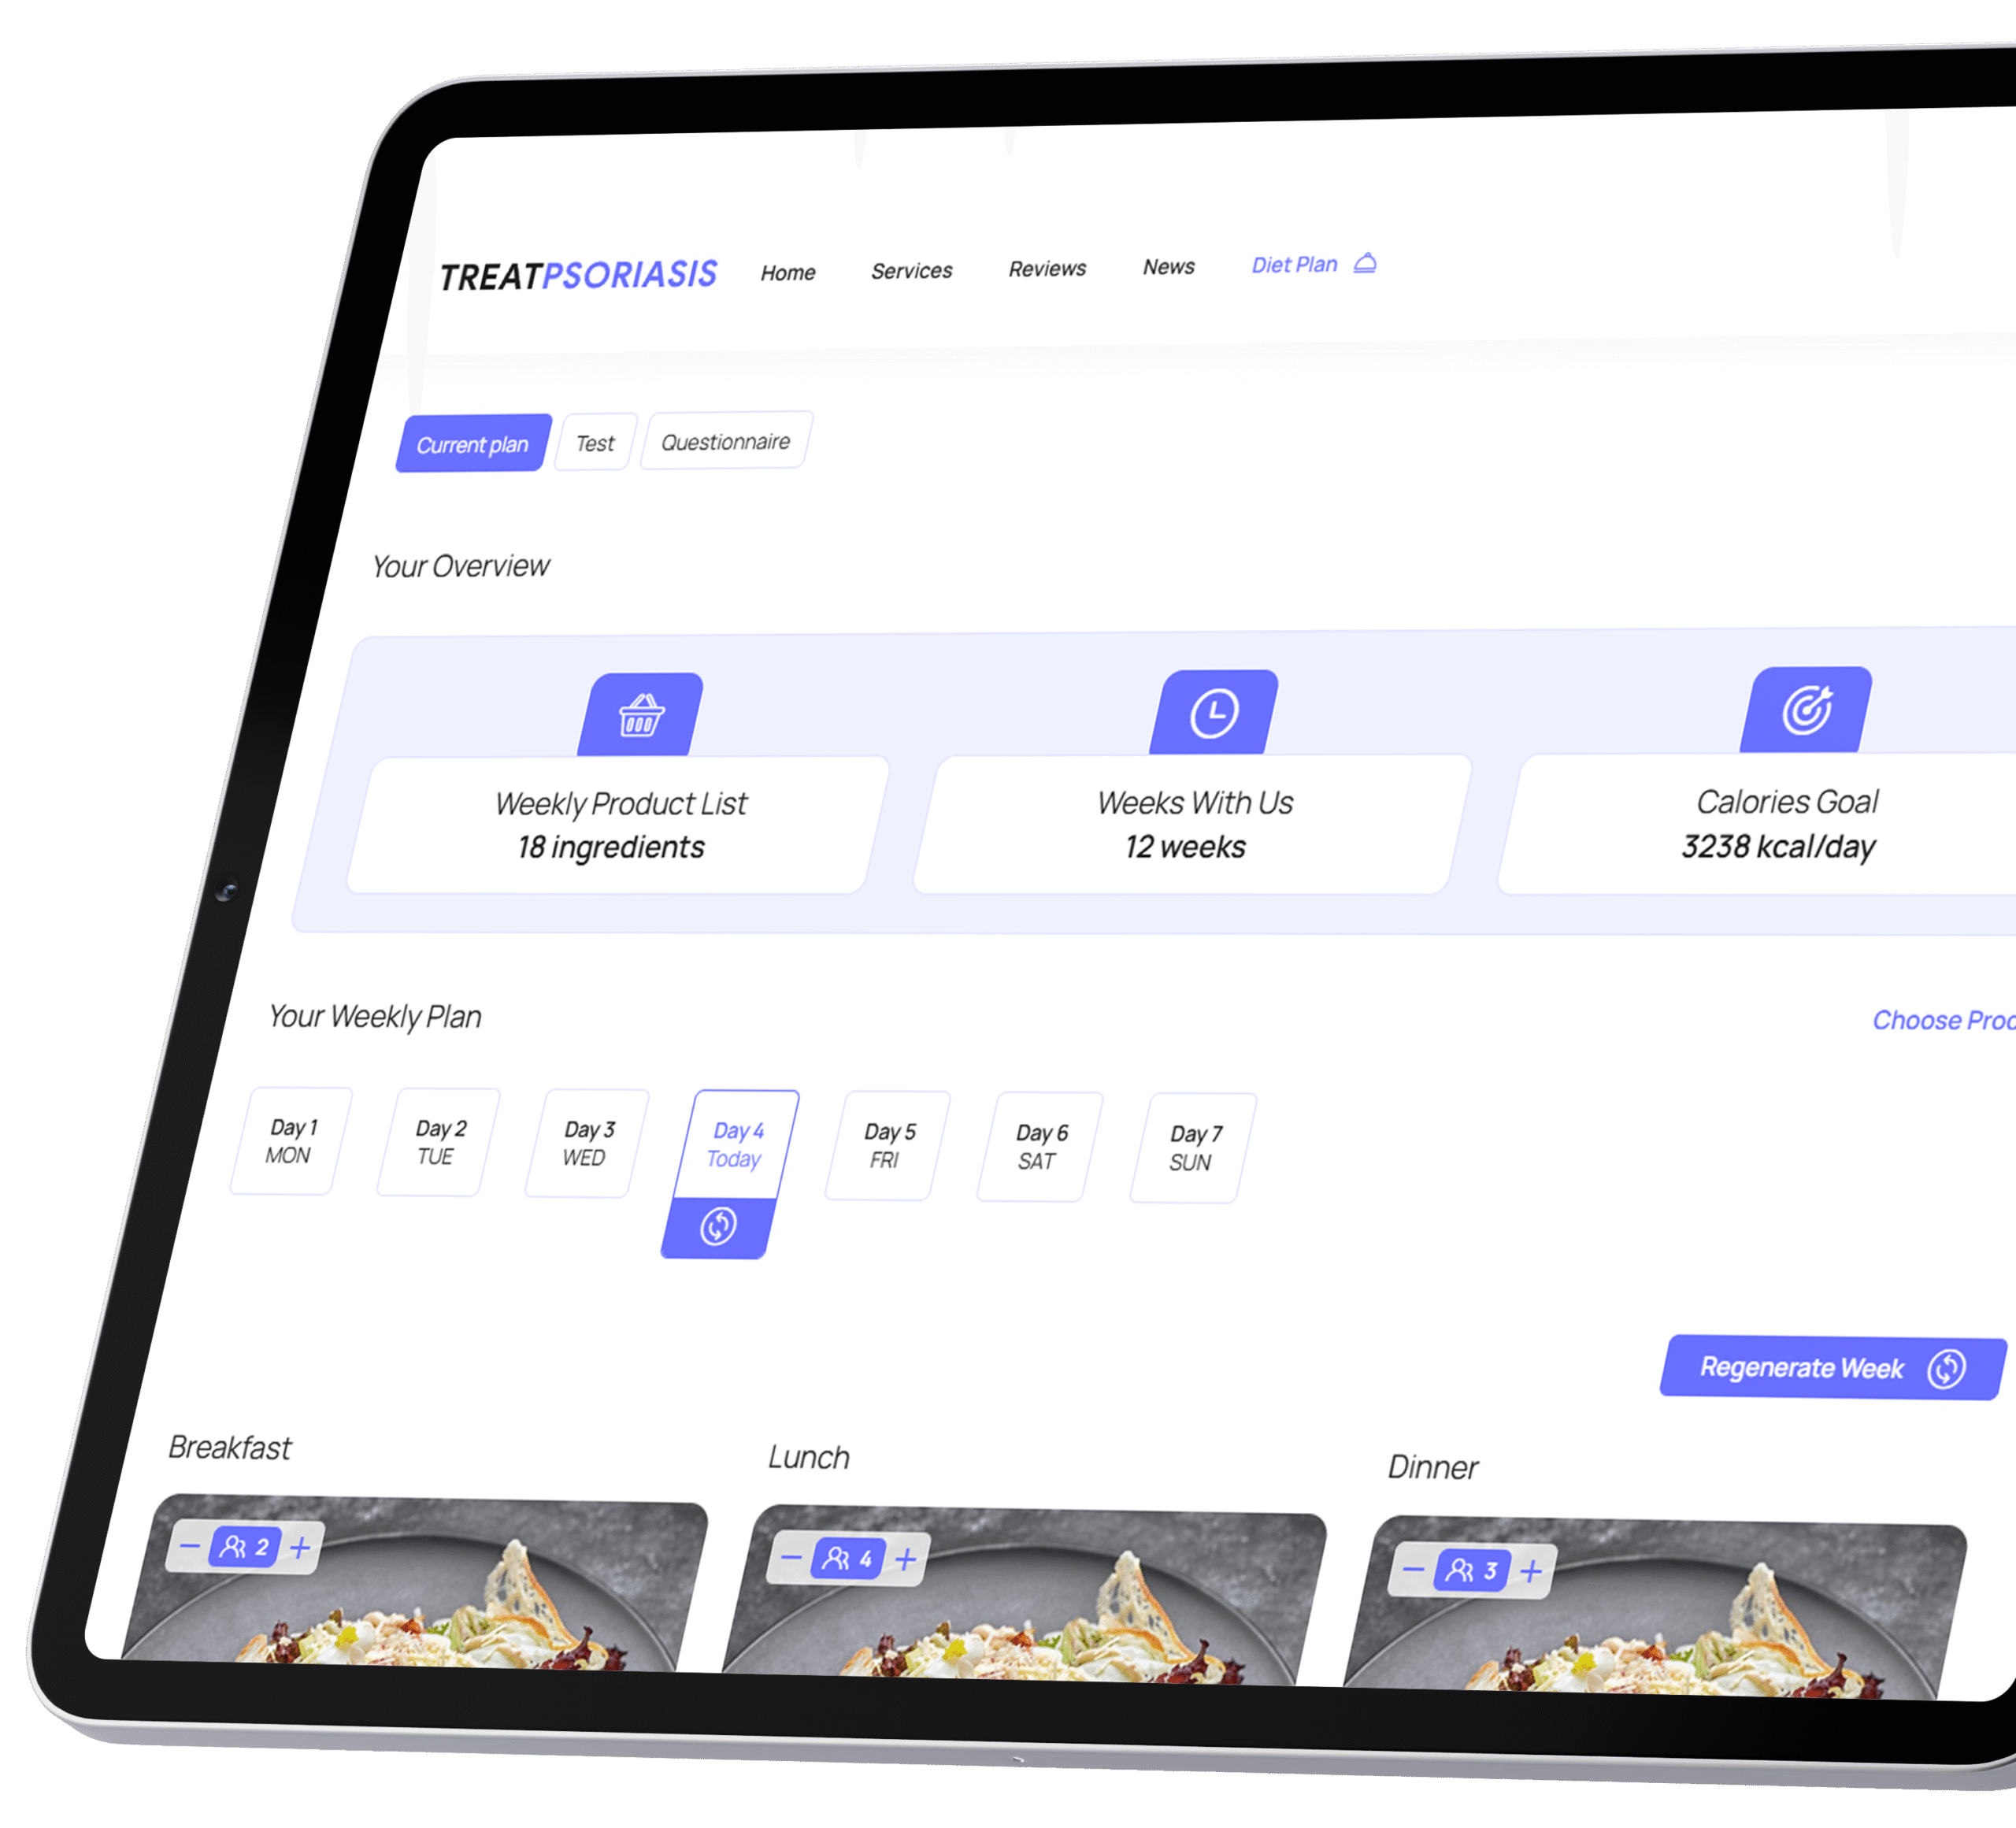 TREATPSORIASIS Home Services Reviews News Diet Plan
Current plan Test Questionnaire
Your Overview
Weekly Product List
18 ingredients
Weeks With Us
12 weeks
Calories Goal
3238 kcal/day
Your Weekly Plan
Choose
Day 1
MON
Day 2
TUE
Day 3
WED
Day 4
Today
Day 5
FRI
Day 6
SAT
Day 7
SUN
Regenerate Week
Breakfast
Lunch
Dinner
− 2 +
− 4 +
− 3 +